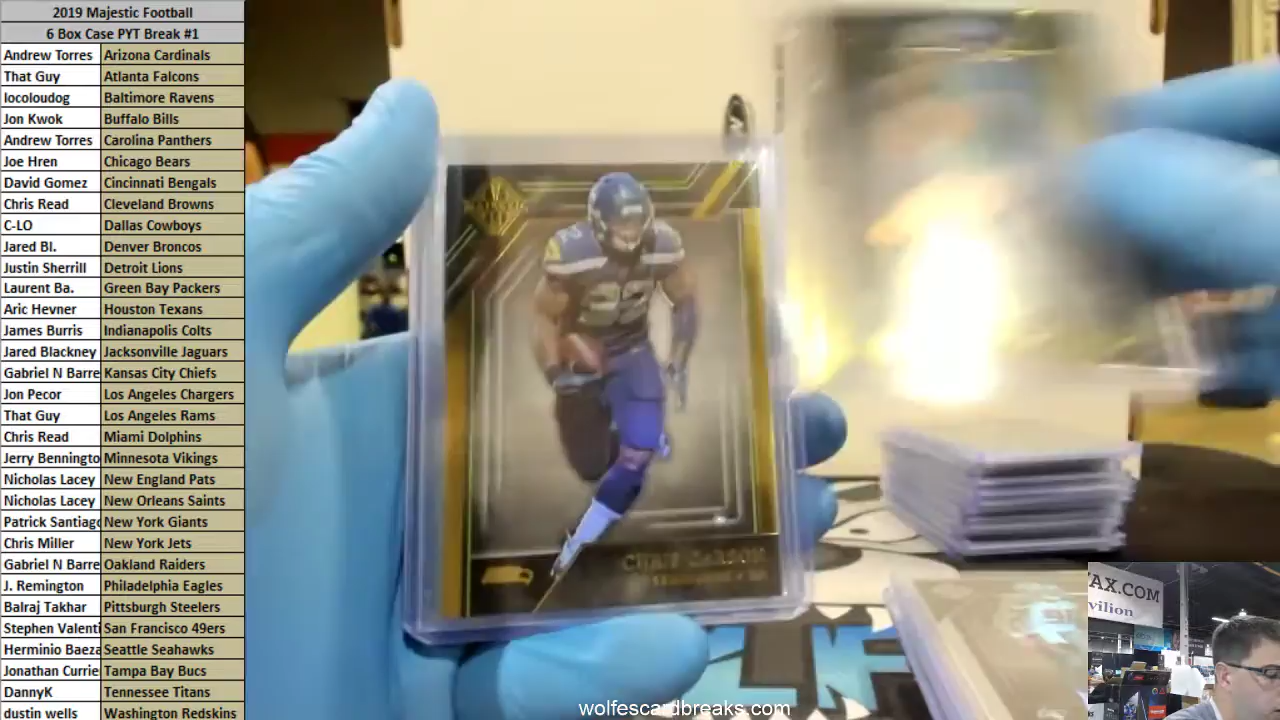 2019 Majestic Football
6 Box Case PYT Break #1
Andrew Torres Arizona Cardinals
That Guy Atlanta Falcons
locoloudog Baltimore Ravens
Jon Kwok Buffalo Bills
Andrew Torres Carolina Panthers
Joe Hren Chicago Bears
David Gomez Cincinnati Bengals
Chris Read Cleveland Browns
C-LO Dallas Cowboys
Jared Bl. Denver Broncos
Justin Sherrill Detroit Lions
Laurent Ba. Green Bay Packers
Aric Hevner Houston Texans
James Burris Indianapolis Colts
Jared Blackney Jacksonville Jaguars
Gabriel N Barre Kansas City Chiefs
Jon Pecor Los Angeles Chargers
That Guy Los Angeles Rams
Chris Read Miami Dolphins
Jerry Benningto Minnesota Vikings
Nicholas Lacey New England Pats
Nicholas Lacey New Orleans Saints
Patrick Santiago New York Giants
Chris Miller New York Jets
Gabriel N Barre Oakland Raiders
J. Remington Philadelphia Eagles
Balraj Takhar Pittsburgh Steelers
Stephen Valenti San Francisco 49ers
Herminio Baeza Seattle Seahawks
Jonathan Currie Tampa Bay Bucs
DannyK Tennessee Titans
dustin wells Washington Redskins
CHRIS CARSON
32
AX.COM
vilion
wolfescardbreaks.com